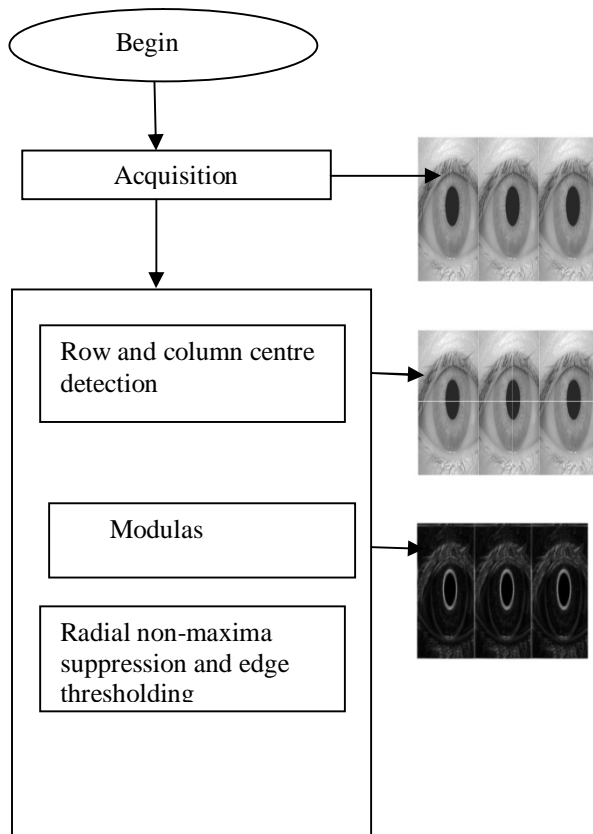 Begin
Acquisition
Row and column centre
detection
Modulas
Radial non-maxima
suppression and edge
thresholding